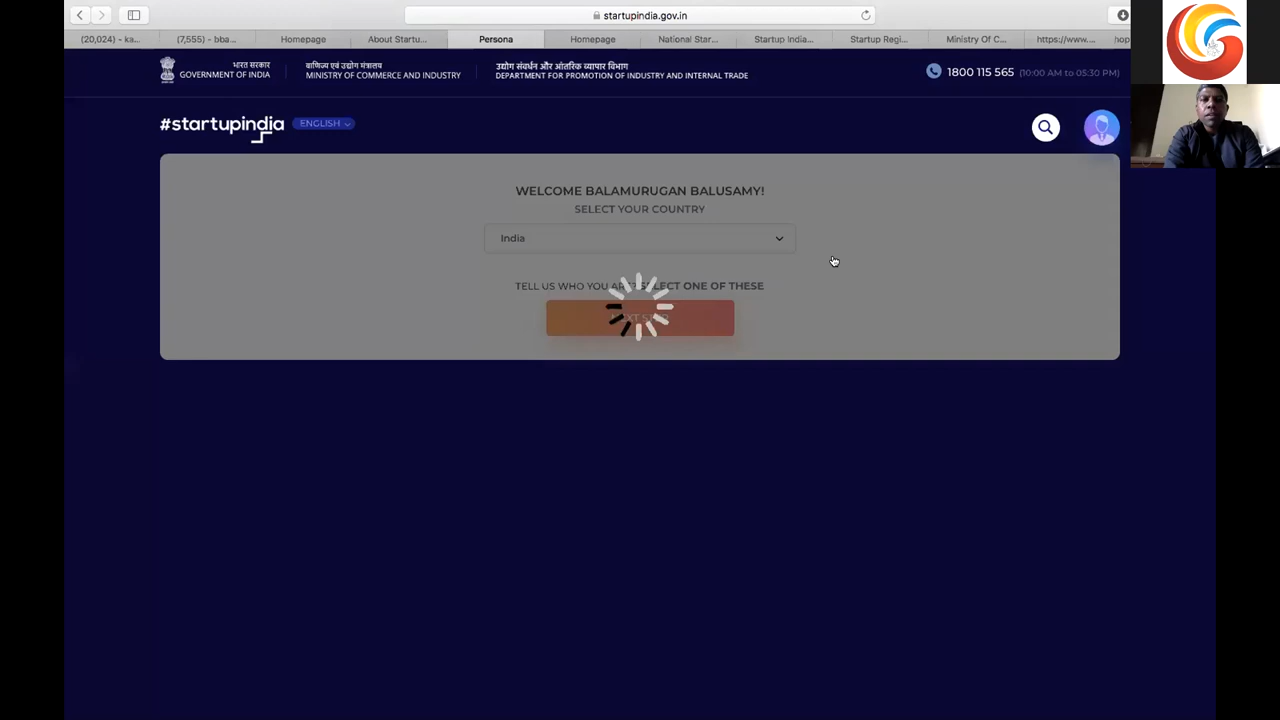 startupindia.gov.in
(20,024) - ka...
(7,555) - bba...
Homepage
About Startu...
Persona
Homepage
National Star...
Startup India...
Startup Regi...
Ministry Of C...
https://www....
भारत सरकार
GOVERNMENT OF INDIA
वाणिज्य एवं उद्योग मंत्रालय
MINISTRY OF COMMERCE AND INDUSTRY
उद्योग संवर्धन और आंतरिक व्यापार विभाग
DEPARTMENT FOR PROMOTION OF INDUSTRY AND INTERNAL TRADE
1800 115 565 (10:00 AM to 05:30 PM)
#startupindia
ENGLISH
WELCOME BALAMURUGAN BALUSAMY!
SELECT YOUR COUNTRY
India
TELL US WHO YOU ARE? SELECT ONE OF THESE
NEXT STEP